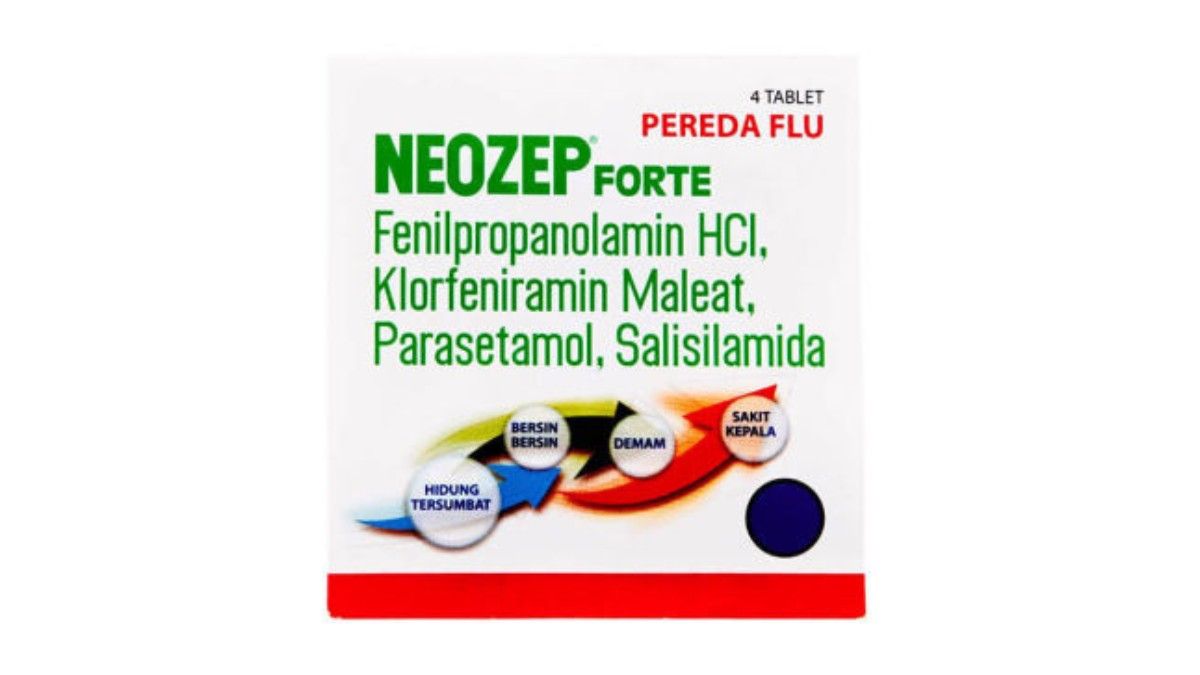 4 TABLET
PEREDA FLU
NEOZEP® FORTE
Fenilpropanolamin HCl,
Klorfeniramin Maleat,
Parasetamol, Salisilamida
HIDUNG
TERSUMBAT
BERSIN
BERSIN
DEMAM
SAKIT
KEPALA